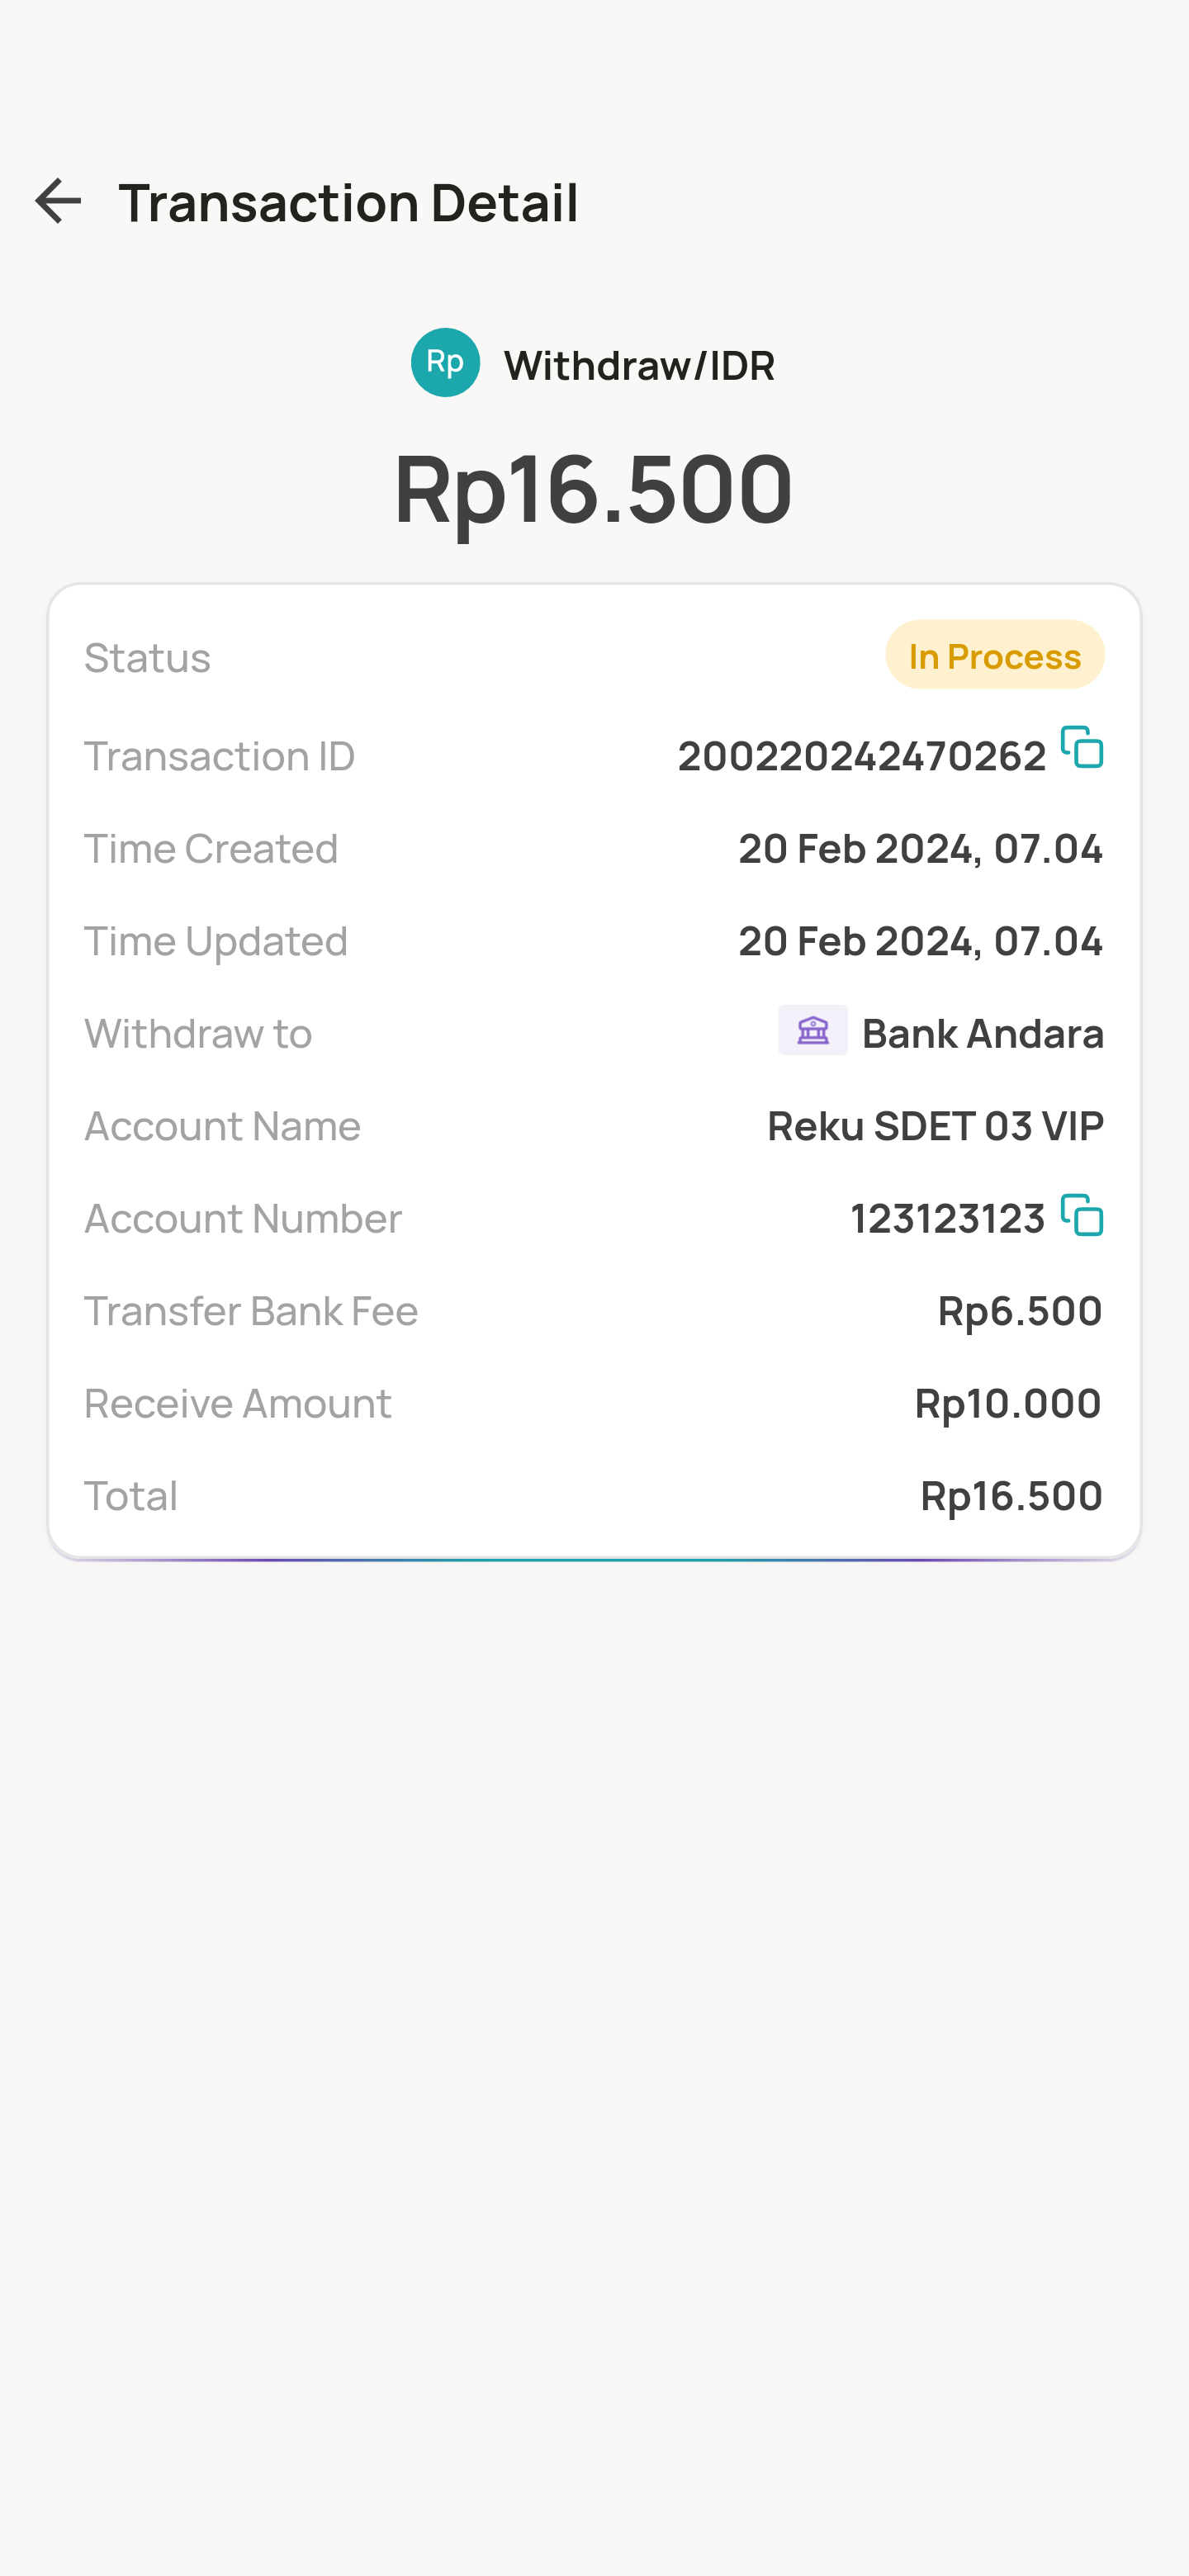 Transaction Detail
Rp Withdraw/IDR
Rp16.500
Status In Process
Transaction ID 200220242470262
Time Created 20 Feb 2024, 07.04
Time Updated 20 Feb 2024, 07.04
Withdraw to Bank Andara
Account Name Reku SDET 03 VIP
Account Number 123123123
Transfer Bank Fee Rp6.500
Receive Amount Rp10.000
Total Rp16.500